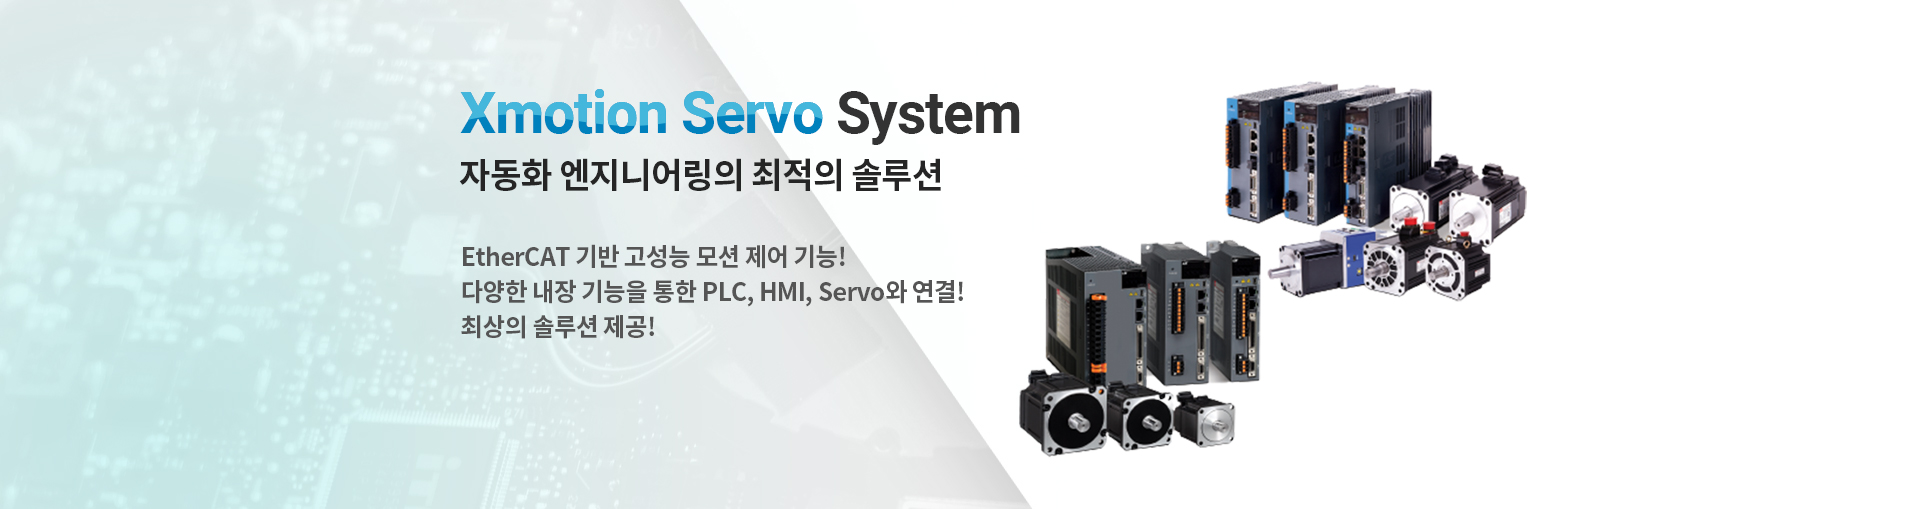 Xmotion Servo System
자동화 엔지니어링의 최적의 솔루션
EtherCAT 기반 고성능 모션 제어 기능!
다양한 내장 기능을 통한 PLC, HMI, Servo와 연결!
최상의 솔루션 제공!